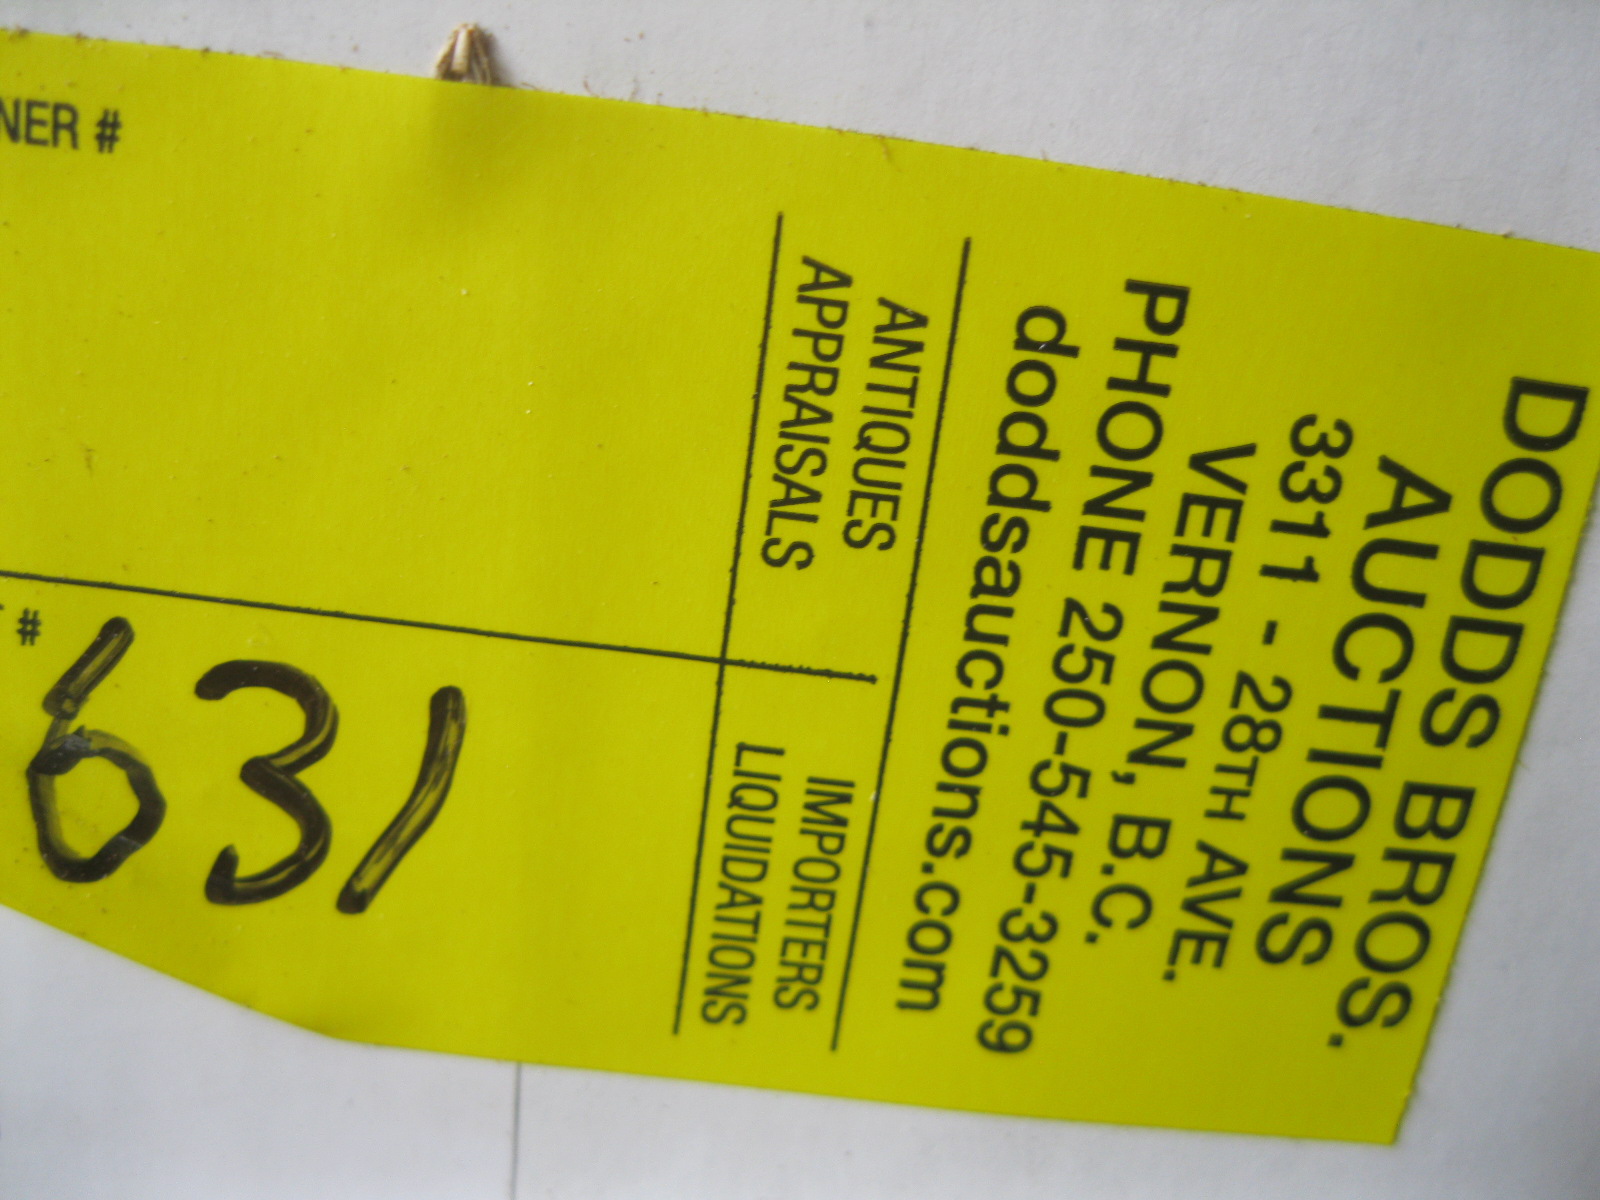 DODDS BROS.
AUCTIONS
3311 - 28TH AVE.
VERNON, B.C.
PHONE 250-545-3259
doddsauctions.com
ANTIQUES
APPRAISALS
IMPORTERS
LIQUIDATIONS
NER #
#
631